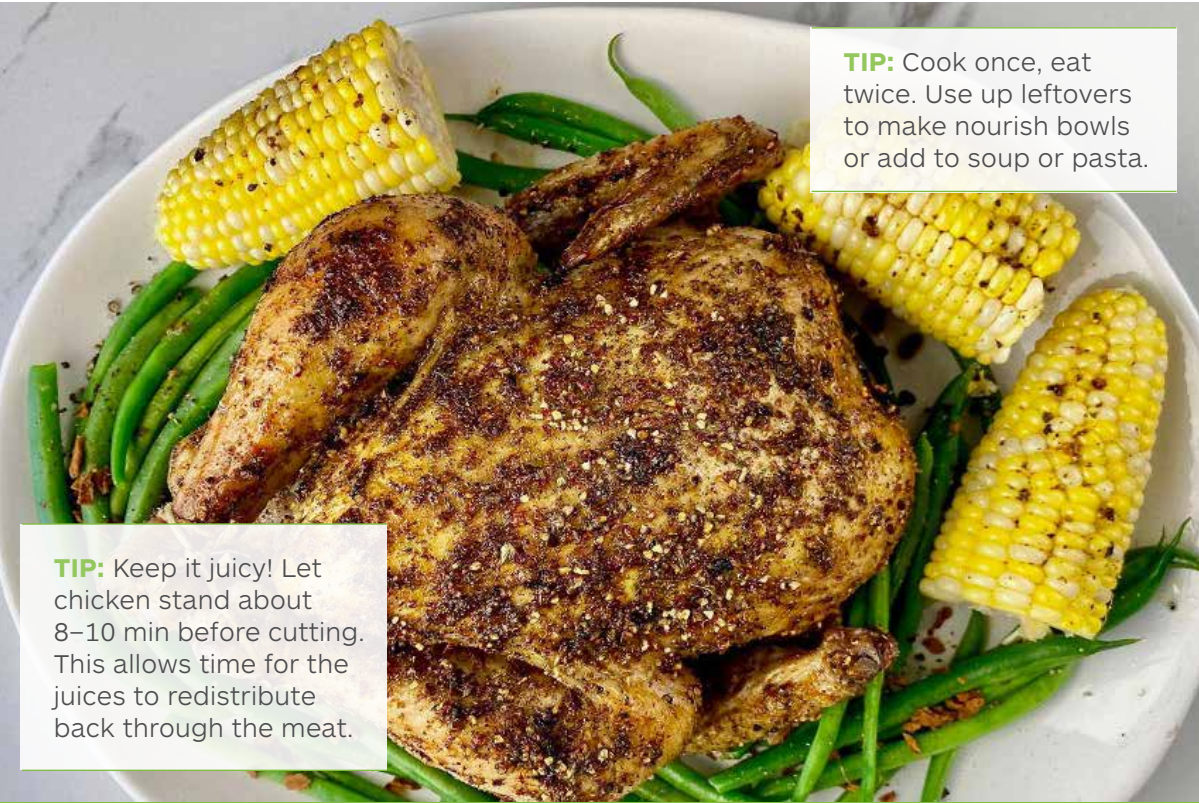 TIP: Cook once, eat
twice. Use up leftovers
to make nourish bowls
or add to soup or pasta.
TIP: Keep it juicy! Let
chicken stand about
8–10 min before cutting.
This allows time for the
juices to redistribute
back through the meat.